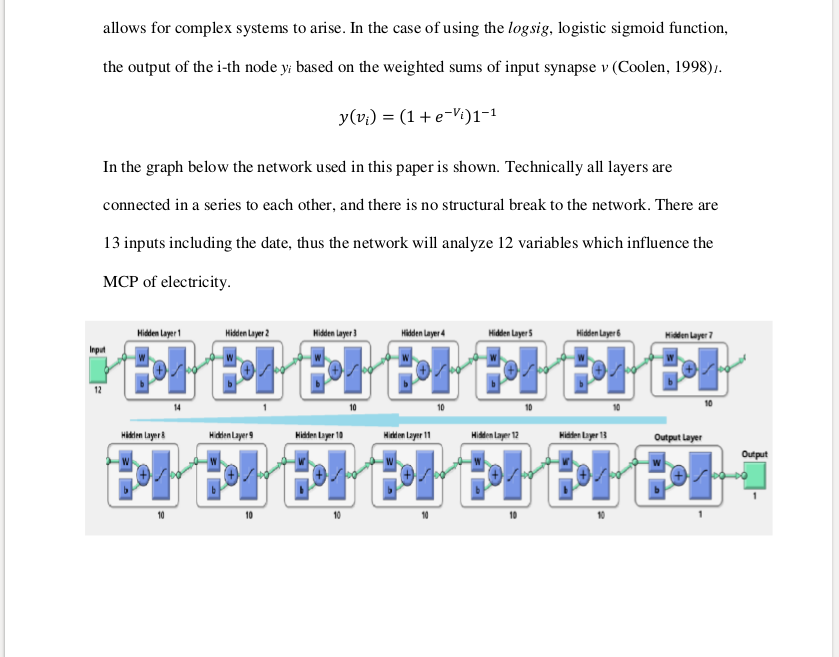 allows for complex systems to arise. In the case of using the logsig, logistic sigmoid function,
the output of the i-th node yᵢ based on the weighted sums of input synapse v (Coolen, 1998)₁.
y(vᵢ) = (1 + e^−Vᵢ)1^−1
In the graph below the network used in this paper is shown. Technically all layers are
connected in a series to each other, and there is no structural break to the network. There are
13 inputs including the date, thus the network will analyze 12 variables which influence the
MCP of electricity.
Hidden Layer 1 Hidden Layer 2 Hidden Layer 3 Hidden Layer 4 Hidden Layer 5 Hidden Layer 6 Hidden Layer 7
Input
W W W W W W W
+ + + + + + +
b b b b b b b
12
14 1 10 10 10 10 10
Hidden Layer 8 Hidden Layer 9 Hidden Layer 10 Hidden Layer 11 Hidden Layer 12 Hidden Layer 13 Output Layer
Output
W W W W W W W
+ + + + + + +
b b b b b b b
1
10 10 10 10 10 10 1